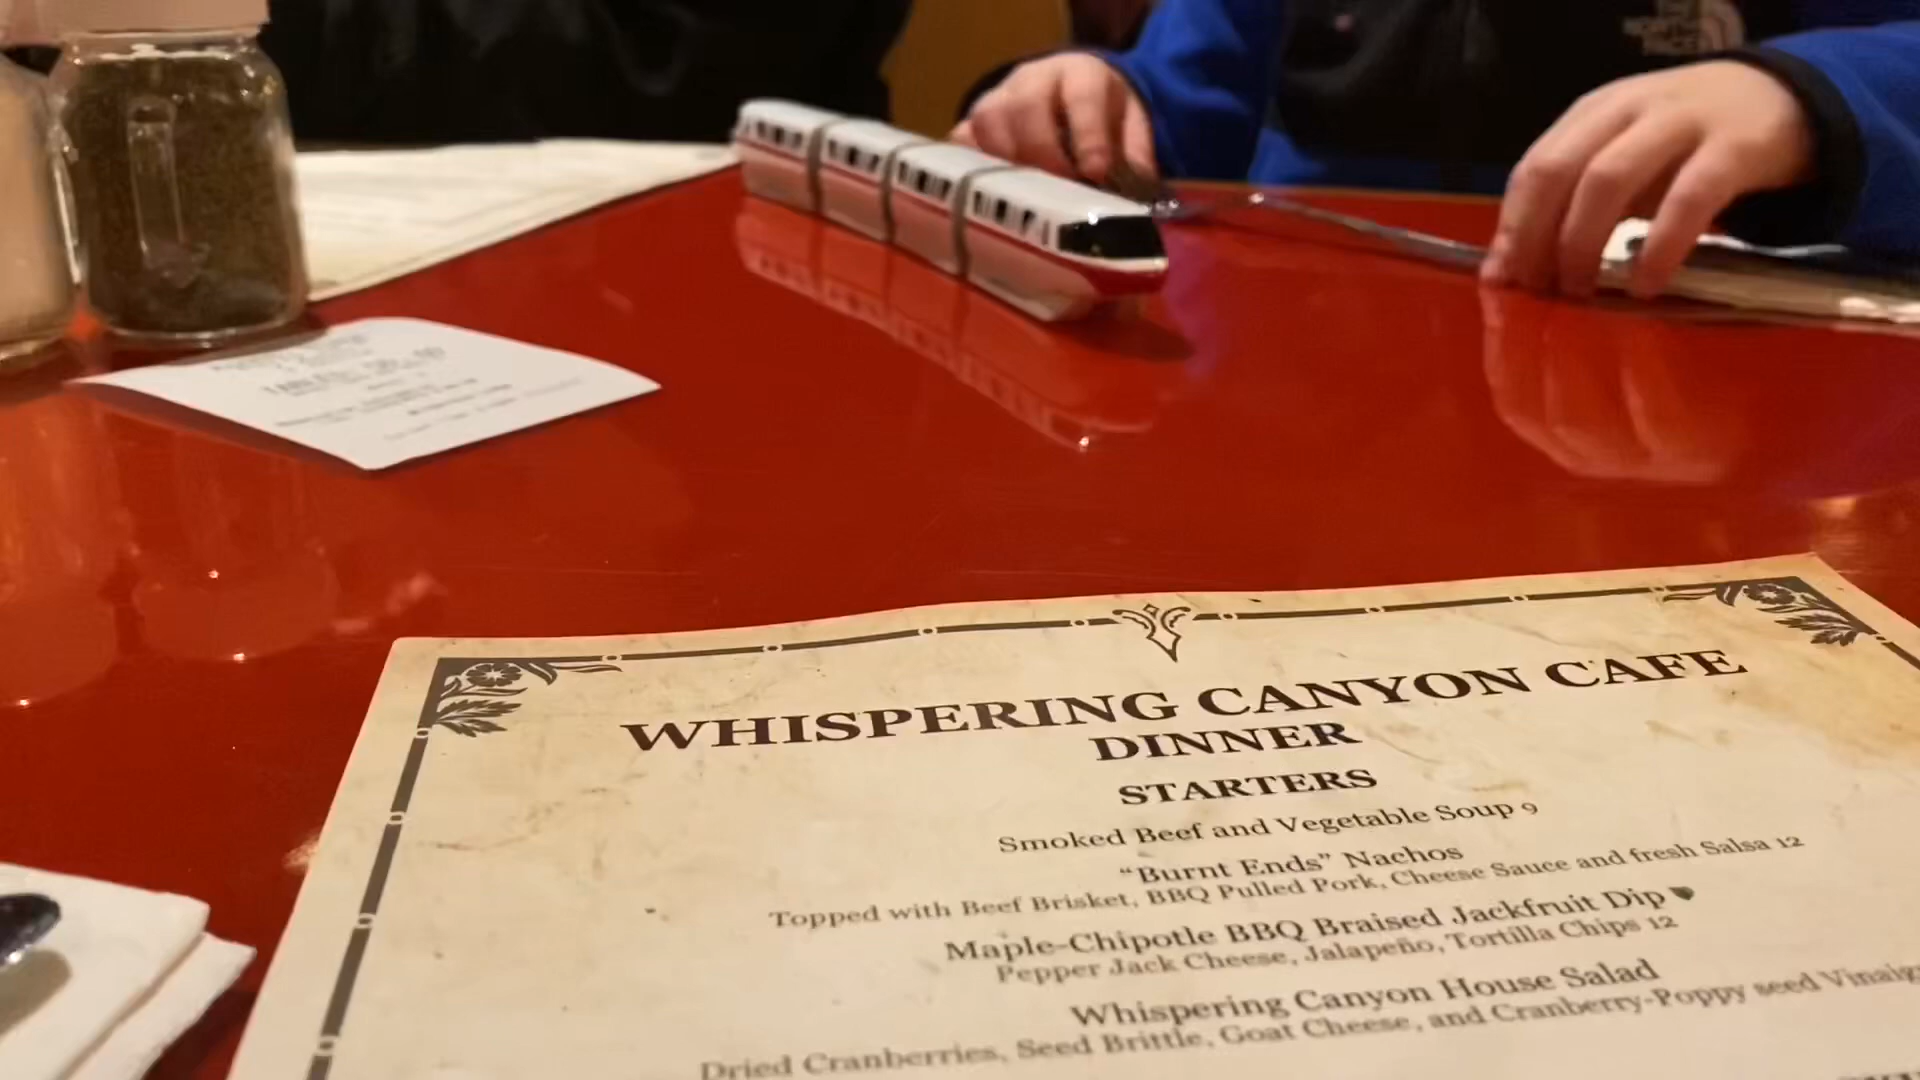 WHISPERING CANYON CAFE
DINNER
STARTERS
Smoked Beef and Vegetable Soup 9
“Burnt Ends” Nachos
Topped with Beef Brisket, BBQ Pulled Pork, Cheese Sauce and fresh Salsa 12
Maple-Chipotle BBQ Braised Jackfruit Dip
Pepper Jack Cheese, Jalapeño, Tortilla Chips 12
Whispering Canyon House Salad
Dried Cranberries, Seed Brittle, Goat Cheese, and Cranberry-Poppy seed